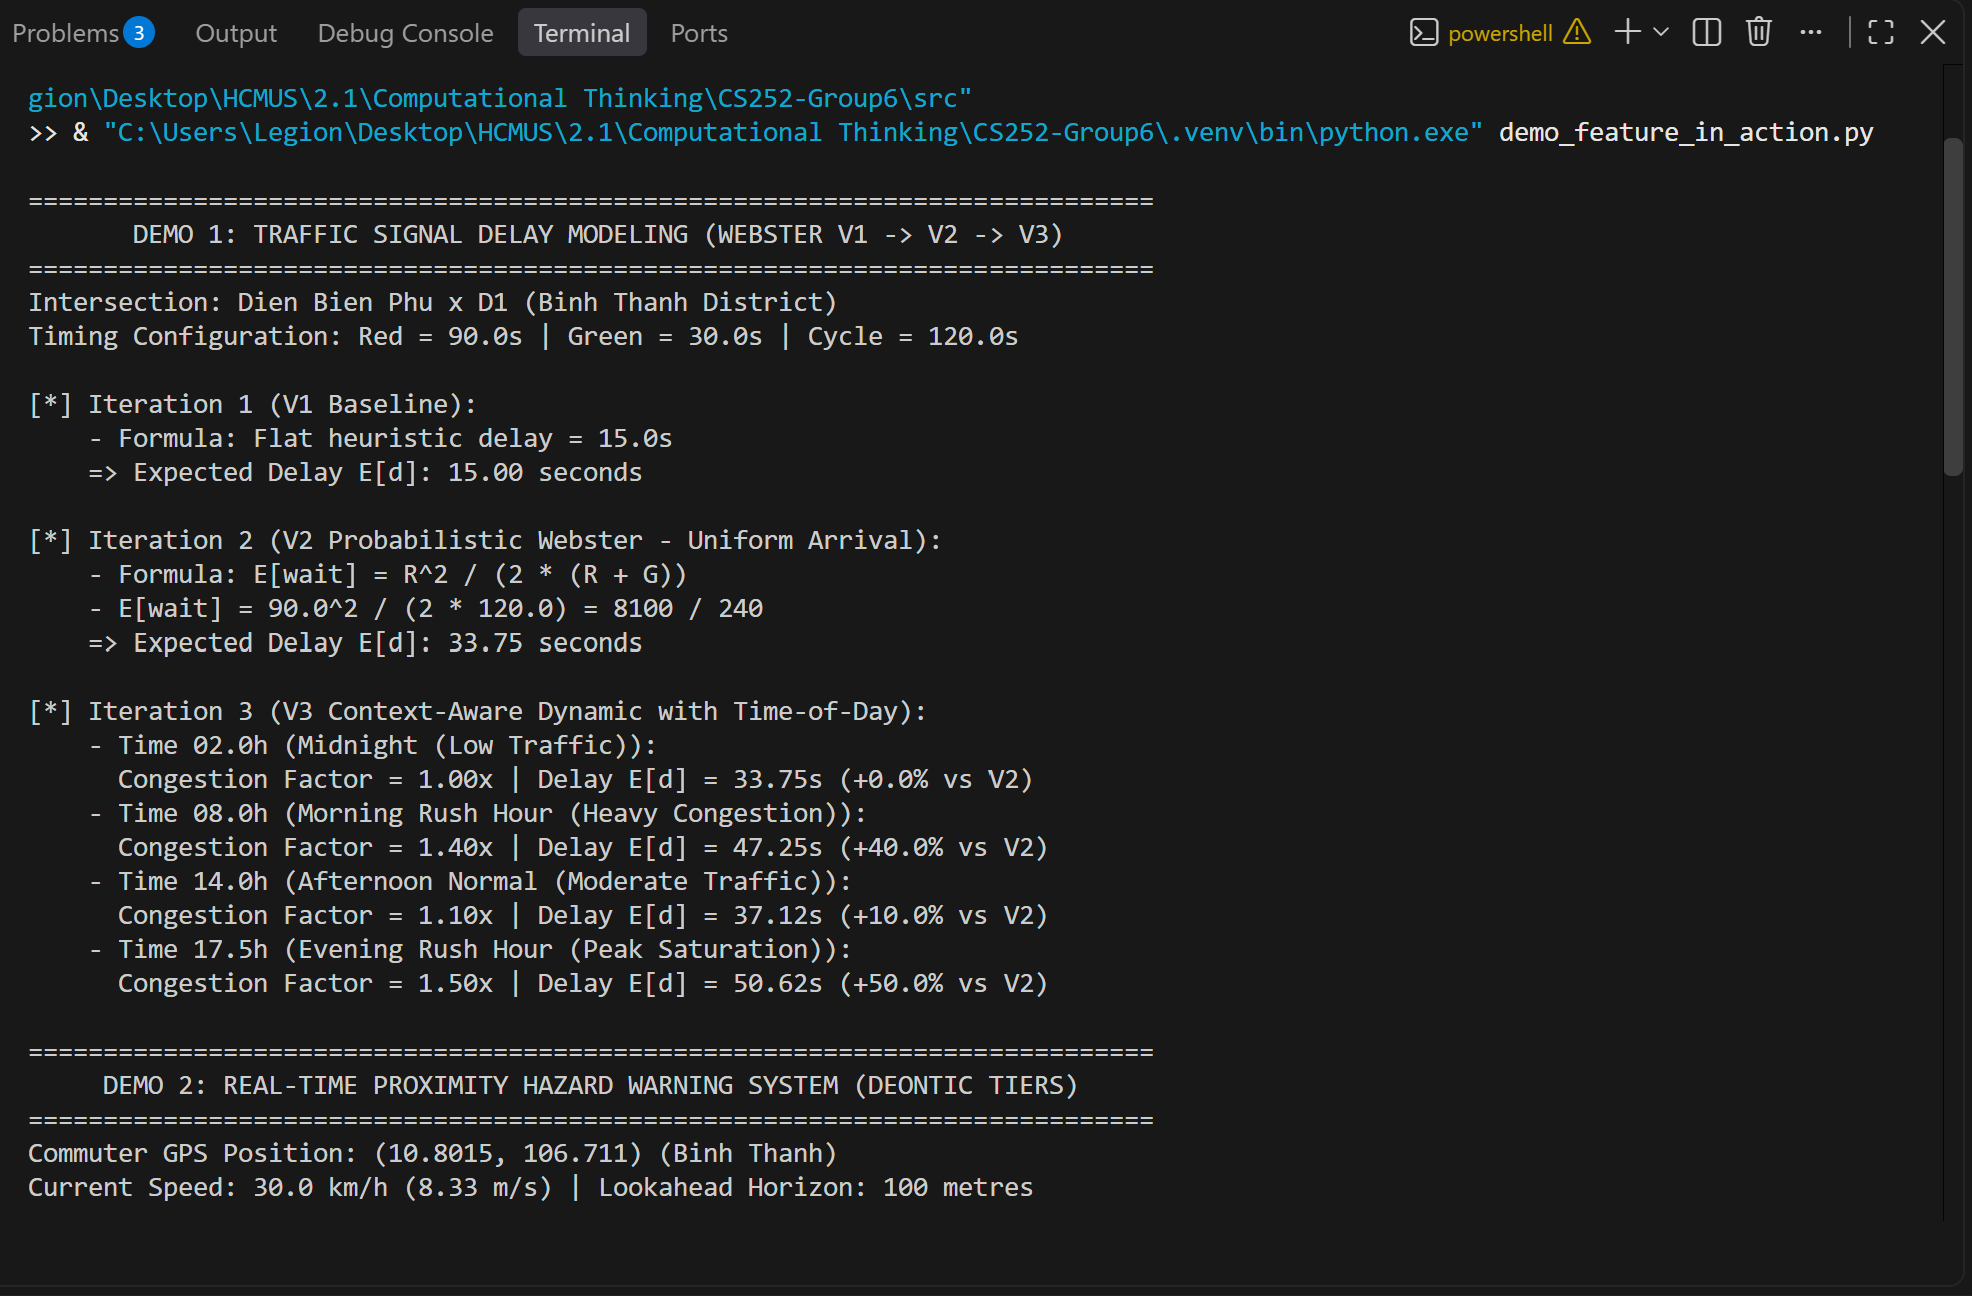 Problems 3 Output Debug Console Terminal Ports powershell
gion\Desktop\HCMUS\2.1\Computational Thinking\CS252-Group6\src"
>> & "C:\Users\Legion\Desktop\HCMUS\2.1\Computational Thinking\CS252-Group6\.venv\bin\python.exe" demo_feature_in_action.py
===========================================================================
DEMO 1: TRAFFIC SIGNAL DELAY MODELING (WEBSTER V1 -> V2 -> V3)
===========================================================================
Intersection: Dien Bien Phu x D1 (Binh Thanh District)
Timing Configuration: Red = 90.0s | Green = 30.0s | Cycle = 120.0s
[*] Iteration 1 (V1 Baseline):
- Formula: Flat heuristic delay = 15.0s
=> Expected Delay E[d]: 15.00 seconds
[*] Iteration 2 (V2 Probabilistic Webster - Uniform Arrival):
- Formula: E[wait] = R^2 / (2 * (R + G))
- E[wait] = 90.0^2 / (2 * 120.0) = 8100 / 240
=> Expected Delay E[d]: 33.75 seconds
[*] Iteration 3 (V3 Context-Aware Dynamic with Time-of-Day):
- Time 02.0h (Midnight (Low Traffic)):
Congestion Factor = 1.00x | Delay E[d] = 33.75s (+0.0% vs V2)
- Time 08.0h (Morning Rush Hour (Heavy Congestion)):
Congestion Factor = 1.40x | Delay E[d] = 47.25s (+40.0% vs V2)
- Time 14.0h (Afternoon Normal (Moderate Traffic)):
Congestion Factor = 1.10x | Delay E[d] = 37.12s (+10.0% vs V2)
- Time 17.5h (Evening Rush Hour (Peak Saturation)):
Congestion Factor = 1.50x | Delay E[d] = 50.62s (+50.0% vs V2)
===========================================================================
DEMO 2: REAL-TIME PROXIMITY HAZARD WARNING SYSTEM (DEONTIC TIERS)
===========================================================================
Commuter GPS Position: (10.8015, 106.711) (Binh Thanh)
Current Speed: 30.0 km/h (8.33 m/s) | Lookahead Horizon: 100 metres